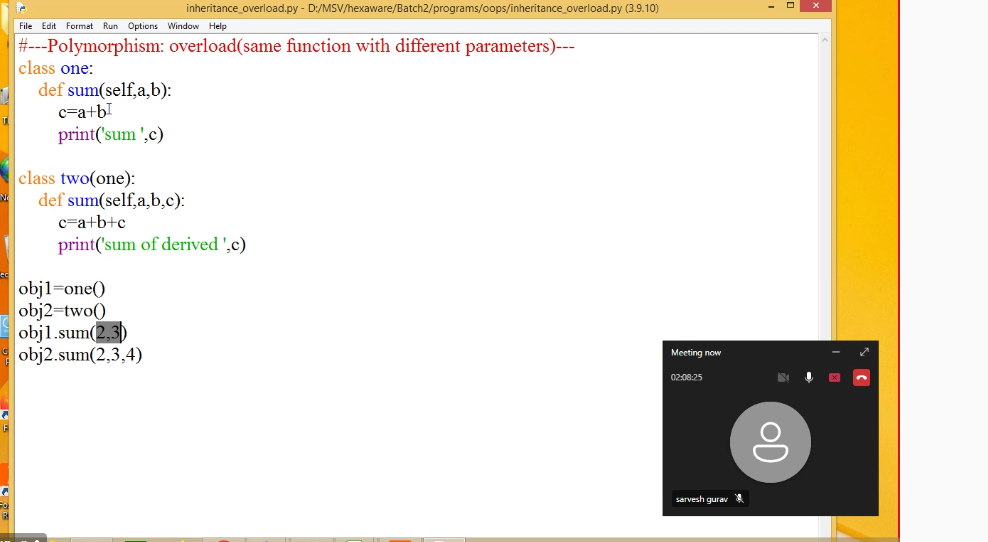 inheritance_overload.py - D:/MSV/hexaware/Batch2/programs/oops/inheritance_overload.py (3.9.10)
File Edit Format Run Options Window Help
#---Polymorphism: overload(same function with different parameters)---
class one:
def sum(self,a,b):
c=a+b
print('sum ',c)
class two(one):
def sum(self,a,b,c):
c=a+b+c
print('sum of derived ',c)
obj1=one()
obj2=two()
obj1.sum(2,3)
obj2.sum(2,3,4)
Meeting now
02:08:25
sarvesh gurav